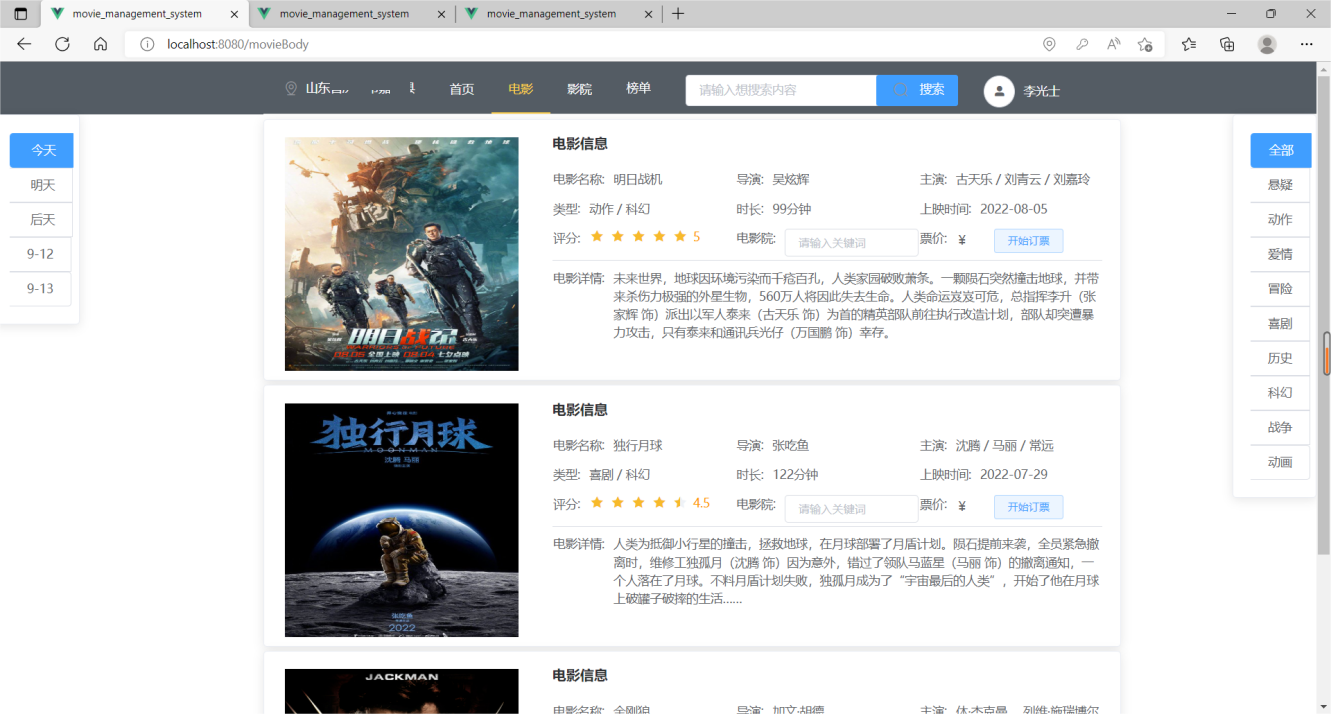 movie_management_system
movie_management_system
movie_management_system
localhost:8080/movieBody
山东
首页
电影
影院
榜单
请输入想搜索内容
搜索
李光士
今天
明天
后天
9-12
9-13
全部
悬疑
动作
爱情
冒险
喜剧
历史
科幻
战争
动画
明日战
08.05 全国上映 08.04 七夕点映
电影信息
电影名称: 明日战机 导演: 吴炫辉 主演: 古天乐 / 刘青云 / 刘嘉玲
类型: 动作 / 科幻 时长: 99分钟 上映时间: 2022-08-05
评分: 5 电影院: 请输入关键词 票价: ¥ 开始订票
电影详情: 未来世界，地球因环境污染而千疮百孔，人类家园破败萧条。一颗陨石突然撞击地球，并带
来杀伤力极强的外星生物，560万人将因此失去生命。人类命运岌岌可危，总指挥李升（张
家辉 饰）派出以军人泰来（古天乐 饰）为首的精英部队前往执行改造计划，部队却突遭暴
力攻击，只有泰来和通讯兵光仔（万国鹏 饰）幸存。
独行月球
MOONMAN
沈腾 马丽
张吃鱼
2022
电影信息
电影名称: 独行月球 导演: 张吃鱼 主演: 沈腾 / 马丽 / 常远
类型: 喜剧 / 科幻 时长: 122分钟 上映时间: 2022-07-29
评分: 4.5 电影院: 请输入关键词 票价: ¥ 开始订票
电影详情: 人类为抵御小行星的撞击，拯救地球，在月球部署了月盾计划。陨石提前来袭，全员紧急撤
离时，维修工独孤月（沈腾 饰）因为意外，错过了领队马蓝星（马丽 饰）的撤离通知，一
个人落在了月球。不料月盾计划失败，独孤月成为了“宇宙最后的人类”，开始了他在月球
上破罐子破摔的生活……
JACKMAN
电影信息
电影名称: 金刚狼 导演: 加文·胡德 主演: 休·杰克曼 列维·施瑞博尔